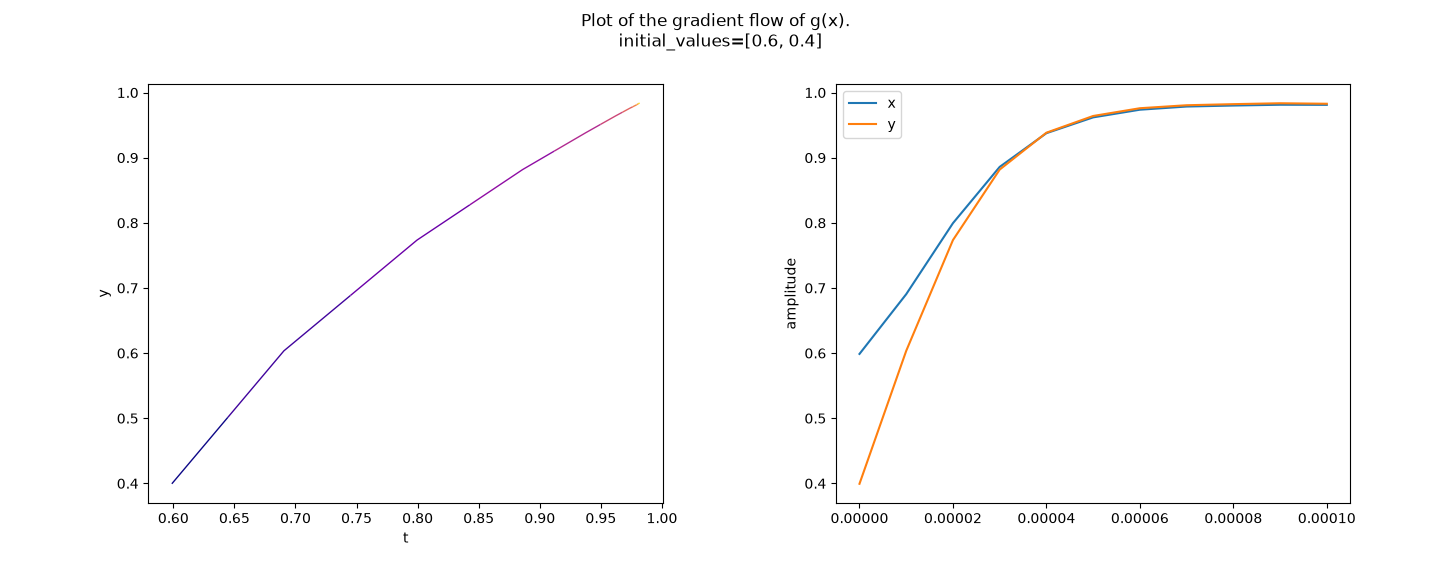 Plot of the gradient flow of g(x).
initial_values=[0.6, 0.4]
1.0
0.9
0.8
0.7
0.6
0.5
0.4
y
0.60 0.65 0.70 0.75 0.80 0.85 0.90 0.95 1.00
t
x
y
1.0
0.9
0.8
0.7
0.6
0.5
0.4
amplitude
0.00000 0.00002 0.00004 0.00006 0.00008 0.00010